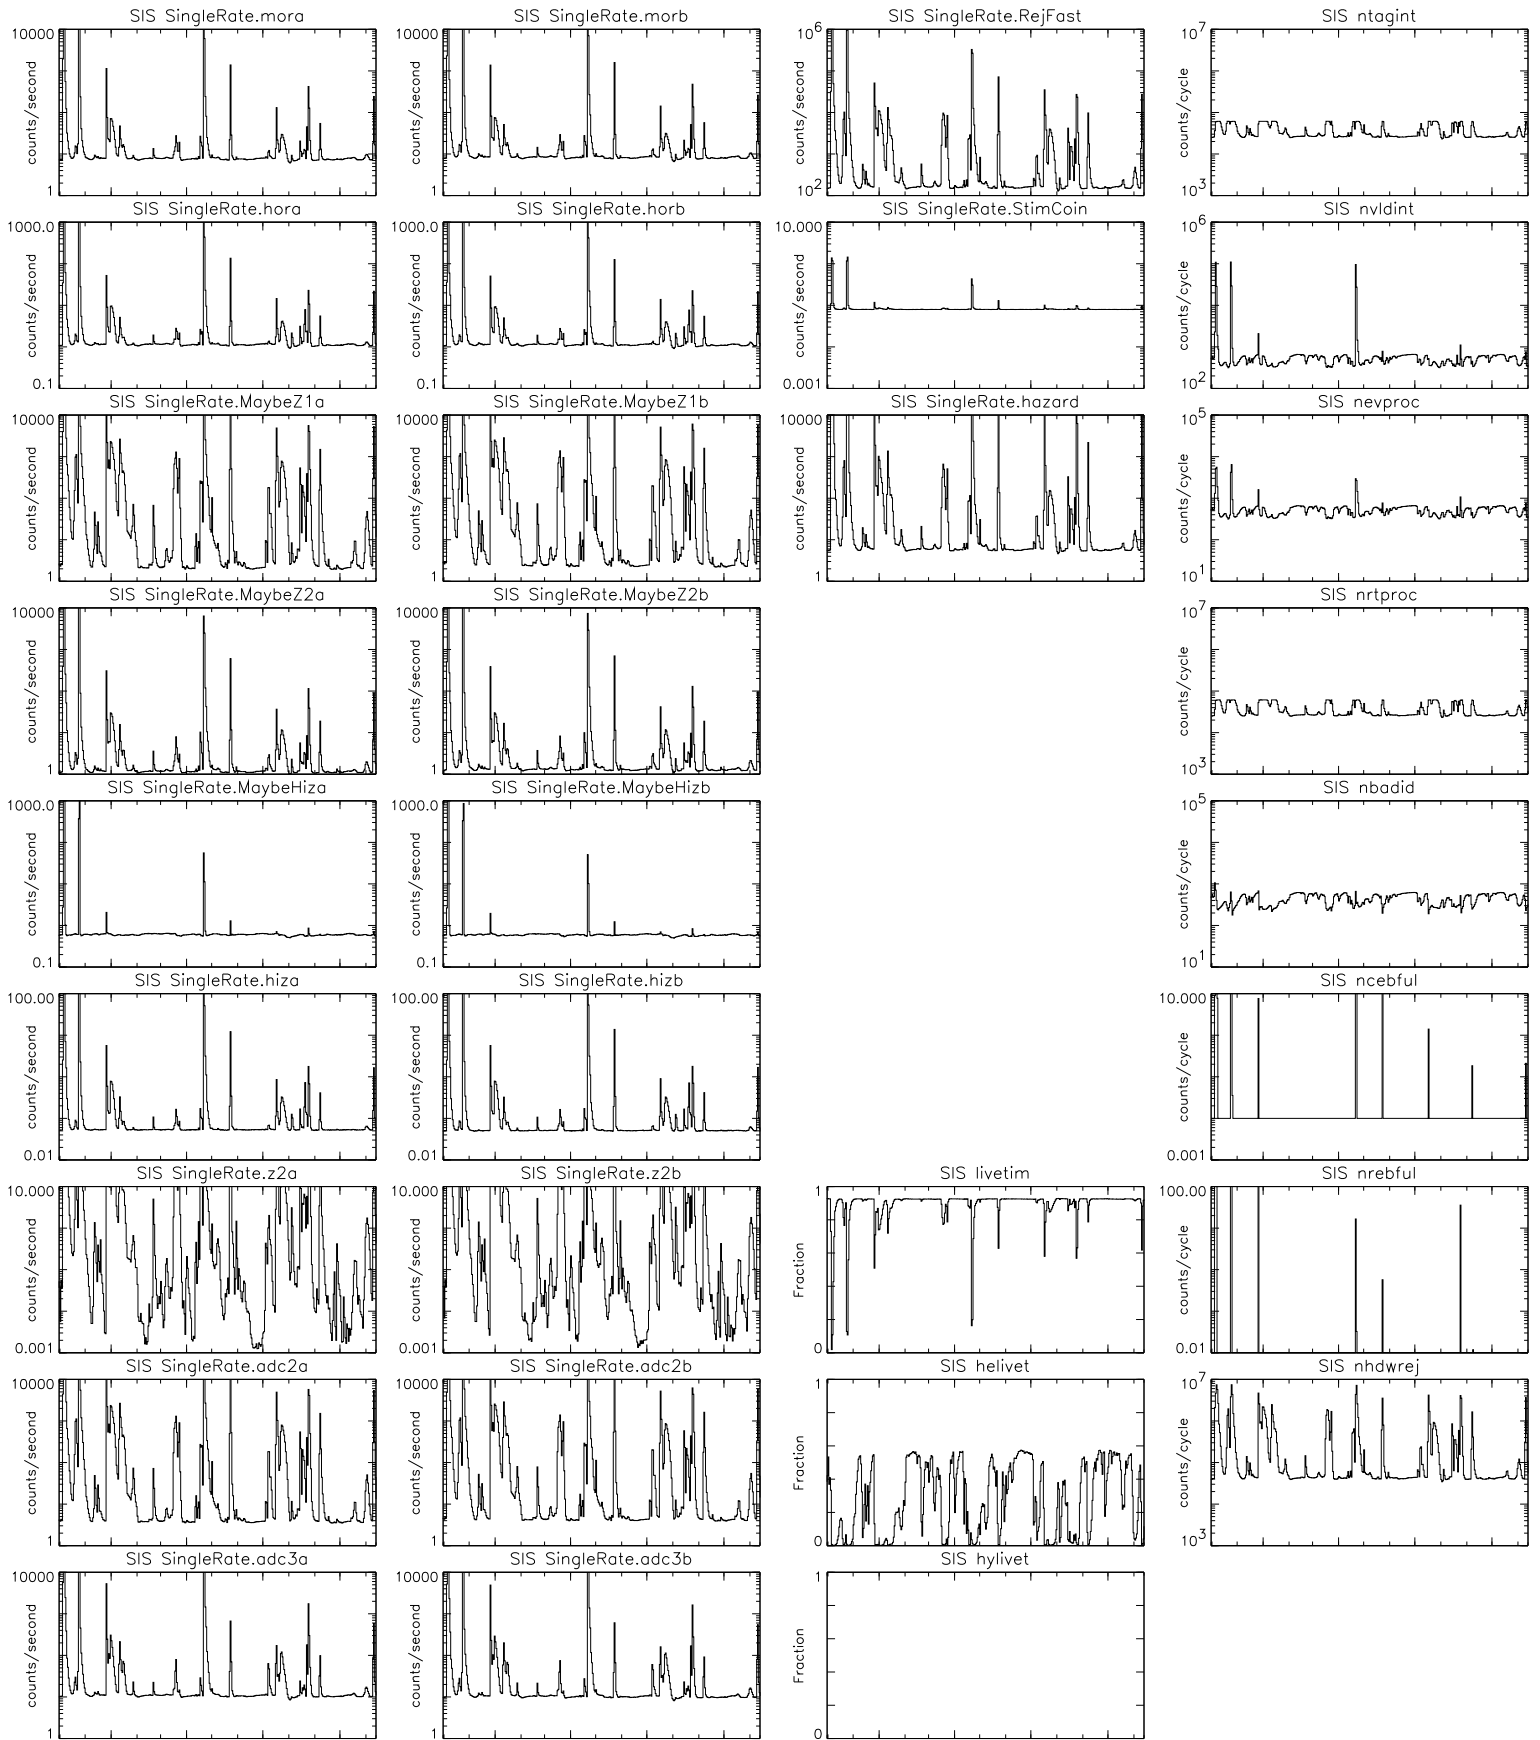 SIS SingleRate.mora
10000
counts/second
1
SIS SingleRate.morb
10000
counts/second
1
SIS SingleRate.RejFast
10^6
counts/second
10^2
SIS ntagint
10^7
counts/cycle
10^3
SIS SingleRate.hora
1000.0
counts/second
0.1
SIS SingleRate.horb
1000.0
counts/second
0.1
SIS SingleRate.StimCoin
10.000
counts/second
0.001
SIS nvldint
10^6
counts/cycle
10^2
SIS SingleRate.MaybeZ1a
10000
counts/second
1
SIS SingleRate.MaybeZ1b
10000
counts/second
1
SIS SingleRate.hazard
10000
counts/second
1
SIS nevproc
10^5
counts/cycle
10^1
SIS SingleRate.MaybeZ2a
10000
counts/second
1
SIS SingleRate.MaybeZ2b
10000
counts/second
1
SIS nrtproc
10^7
counts/cycle
10^3
SIS SingleRate.MaybeHiza
1000.0
counts/second
0.1
SIS SingleRate.MaybeHizb
1000.0
counts/second
0.1
SIS nbadid
10^5
counts/cycle
10^1
SIS SingleRate.hiza
100.00
counts/second
0.01
SIS SingleRate.hizb
100.00
counts/second
0.01
SIS ncebful
10.000
counts/cycle
0.001
SIS SingleRate.z2a
10.000
counts/second
0.001
SIS SingleRate.z2b
10.000
counts/second
0.001
SIS livetim
1
Fraction
0
SIS nrebful
100.00
counts/cycle
0.01
SIS SingleRate.adc2a
10000
counts/second
1
SIS SingleRate.adc2b
10000
counts/second
1
SIS helivet
1
Fraction
0
SIS nhdwrej
10^7
counts/cycle
10^3
SIS SingleRate.adc3a
10000
counts/second
1
SIS SingleRate.adc3b
10000
counts/second
1
SIS hylivet
1
Fraction
0